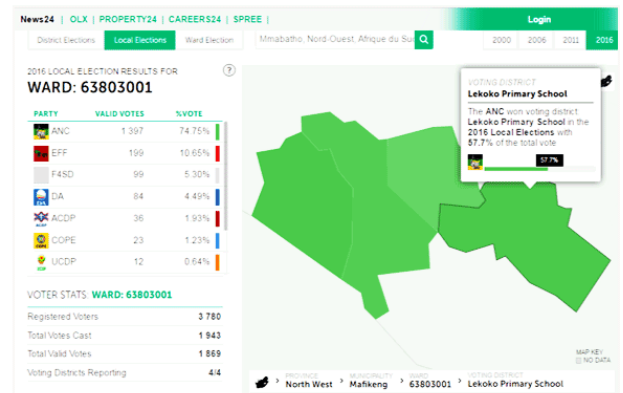 News24 | OLX | PROPERTY24 | CAREERS24 | SPREE |
Login
District Elections Local Elections Ward Election
Mmabatho, Nord-Ouest, Afrique du Su
2000 2006 2011 2016
2016 LOCAL ELECTION RESULTS FOR
?
WARD: 63803001
PARTY VALID VOTES %VOTE
ANC 1 397 74.75%
EFF 199 10.65%
F4SD 99 5.30%
DA 84 4.49%
ACDP 36 1.93%
COPE 23 1.23%
UCDP 12 0.64%
VOTER STATS: WARD: 63803001
Registered Voters 3 780
Total Votes Cast 1 943
Total Valid Votes 1 869
Voting Districts Reporting 4/4
VOTING DISTRICT
Lekoko Primary School
The ANC won voting district
Lekoko Primary School in the
2016 Local Elections with
57.7% of the total vote
57.7%
MAP KEY
NO DATA
PROVINCE MUNICIPALITY WARD VOTING DISTRICT
North West > Mafikeng > 63803001 > Lekoko Primary School